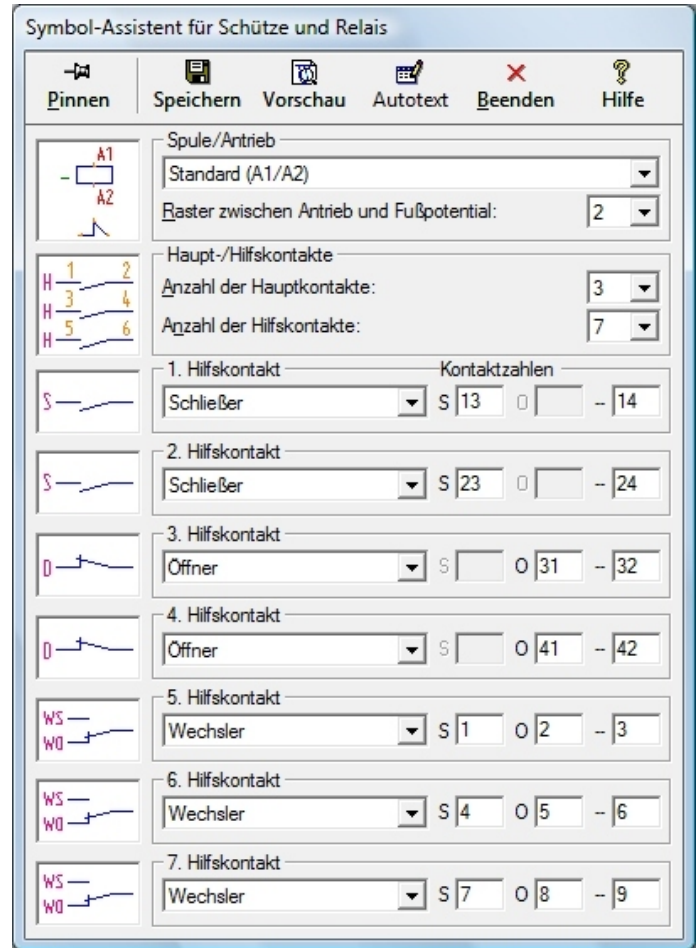 Symbol-Assistent für Schütze und Relais
Pinnen Speichern Vorschau Autotext Beenden Hilfe
Spule/Antrieb
A1
A2
Standard (A1/A2)
Raster zwischen Antrieb und Fußpotential: 2
Haupt-/Hilfskontakte
H 1 2
H 3 4
H 5 6
Anzahl der Hauptkontakte: 3
Anzahl der Hilfskontakte: 7
1. Hilfskontakt Kontaktzahlen
S Schließer S 13 O -- 14
2. Hilfskontakt
S Schließer S 23 O -- 24
3. Hilfskontakt
O Öffner S O 31 -- 32
4. Hilfskontakt
O Öffner S O 41 -- 42
5. Hilfskontakt
WS
WO
Wechsler S 1 O 2 -- 3
6. Hilfskontakt
WS
WO
Wechsler S 4 O 5 -- 6
7. Hilfskontakt
WS
WO
Wechsler S 7 O 8 -- 9